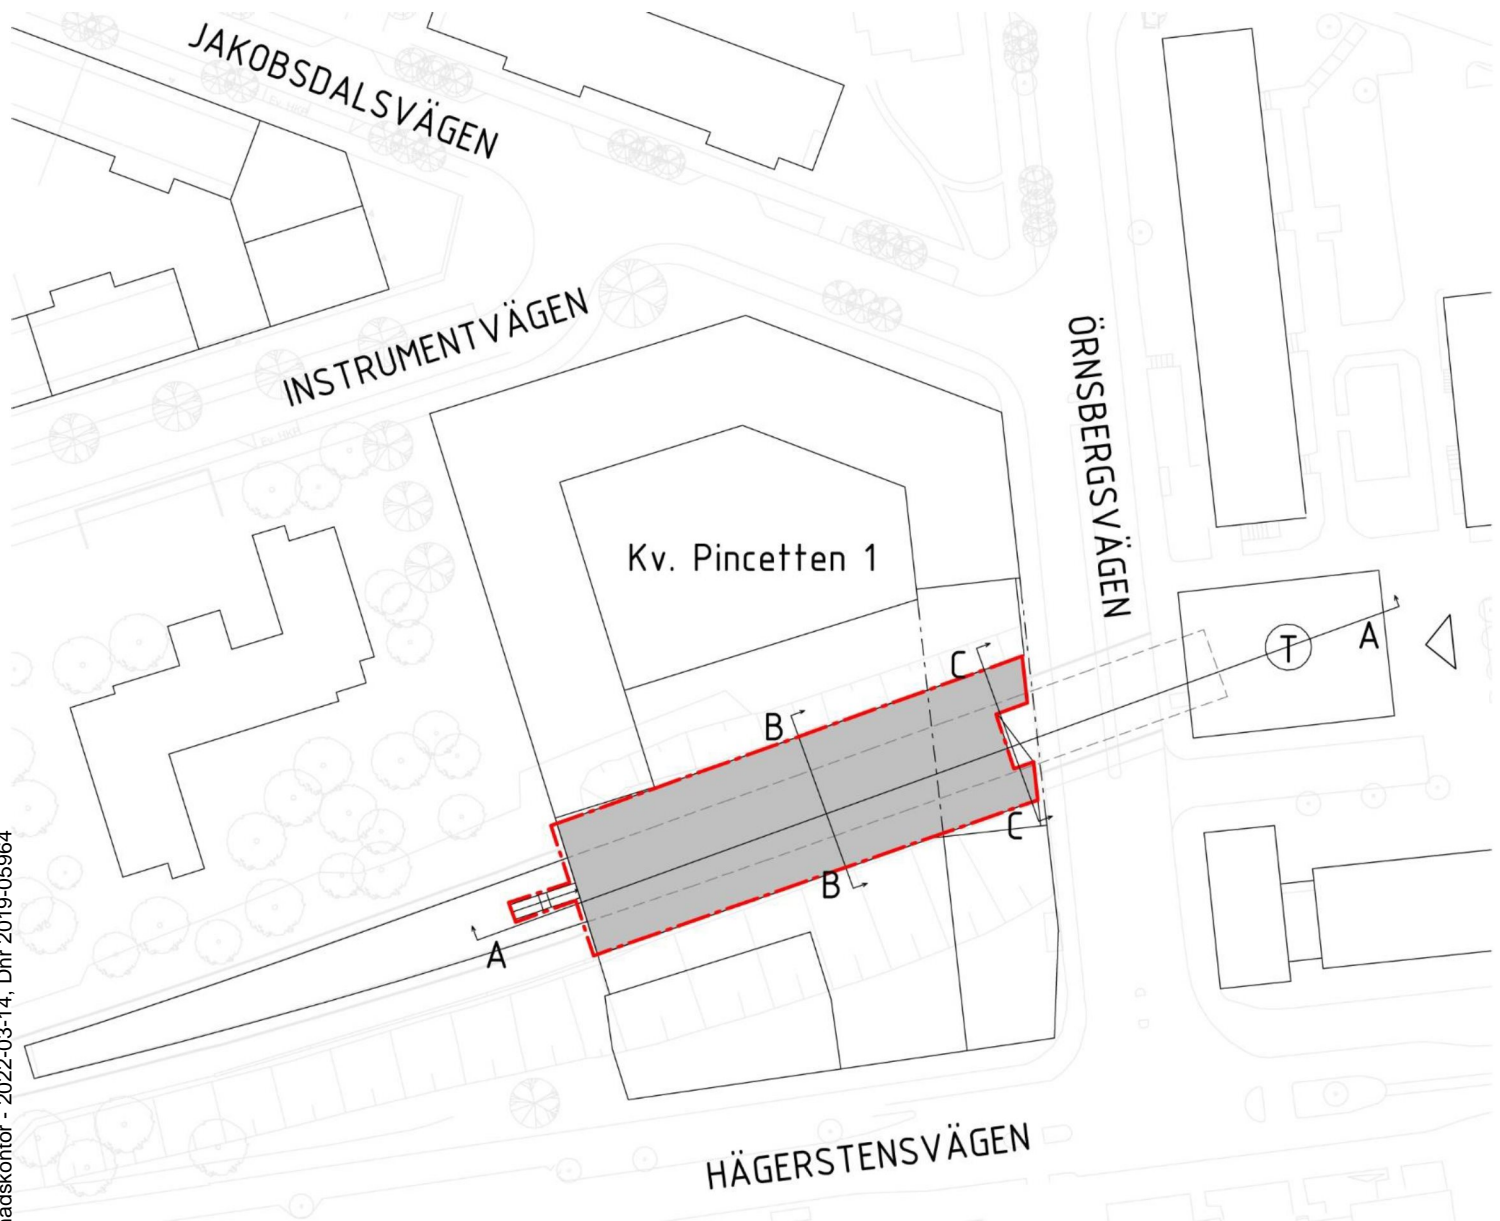 JAKOBSDALSVÄGEN
INSTRUMENTVÄGEN
ÖRNSBERGSVÄGEN
Kv. Pincetten 1
T
A
C
B
C
B
A
HÄGERSTENSVÄGEN
2022-03-14, Dnr 2019-05964